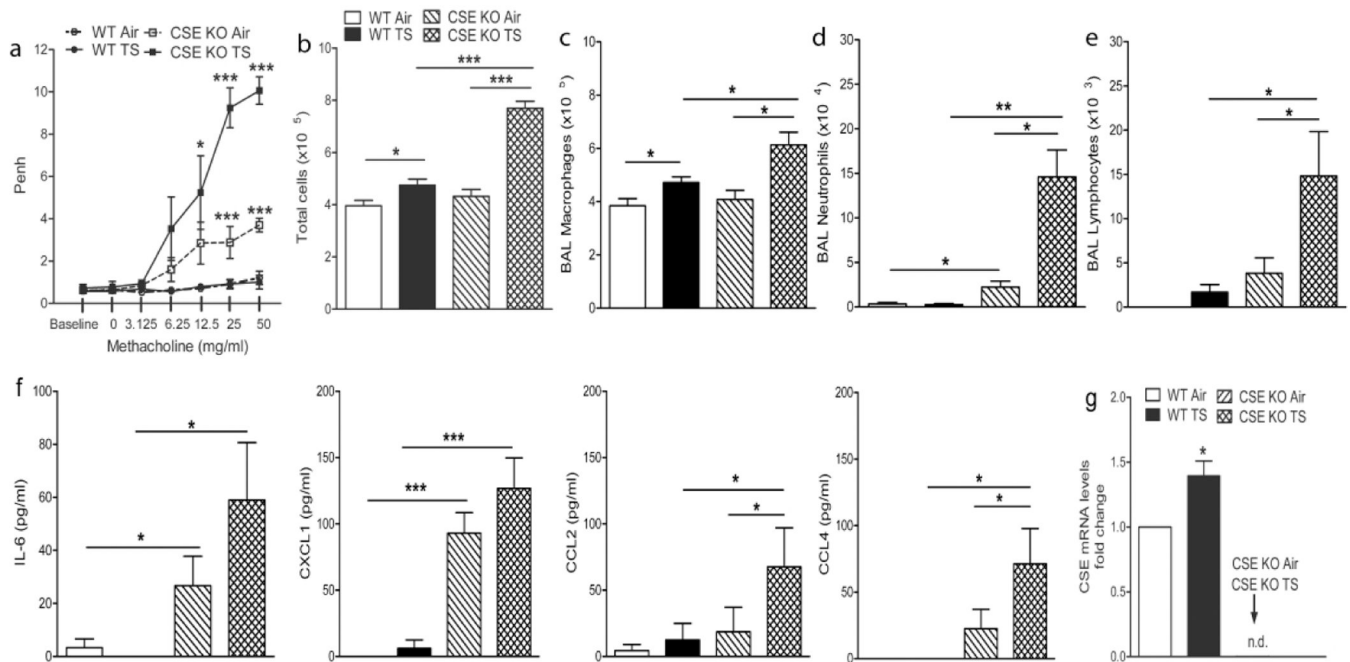 a
WT Air CSE KO Air
WT TS CSE KO TS
12
10
8
6
4
2
0
Penh
*
***
***
***
***
Baseline 0 3.125 6.25 12.5 25 50
Methacholine (mg/ml)
WT Air CSE KO Air
WT TS CSE KO TS
b
10
8
6
4
2
0
Total cells (x10 5)
***
***
*
c
10
8
6
4
2
0
BAL Macrophages (x10
*
*
*
d
30
25
20
15
10
5
0
BAL Neutrophils (x10 4)
**
*
*
e
30
25
20
15
10
5
0
BAL Lymphocytes (x10 3)
*
*
f
100
80
60
40
20
0
IL-6 (pg/ml)
*
*
200
150
100
50
0
CXCL1 (pg/ml)
***
***
200
150
100
50
0
CCL2 (pg/ml)
*
*
200
150
100
50
0
CCL4 (pg/ml)
*
*
g
WT Air CSE KO Air
WT TS CSE KO TS
2.0
1.5
1.0
0.5
0.0
CSE mRNA levels
fold change
*
CSE KO Air
CSE KO TS
n.d.